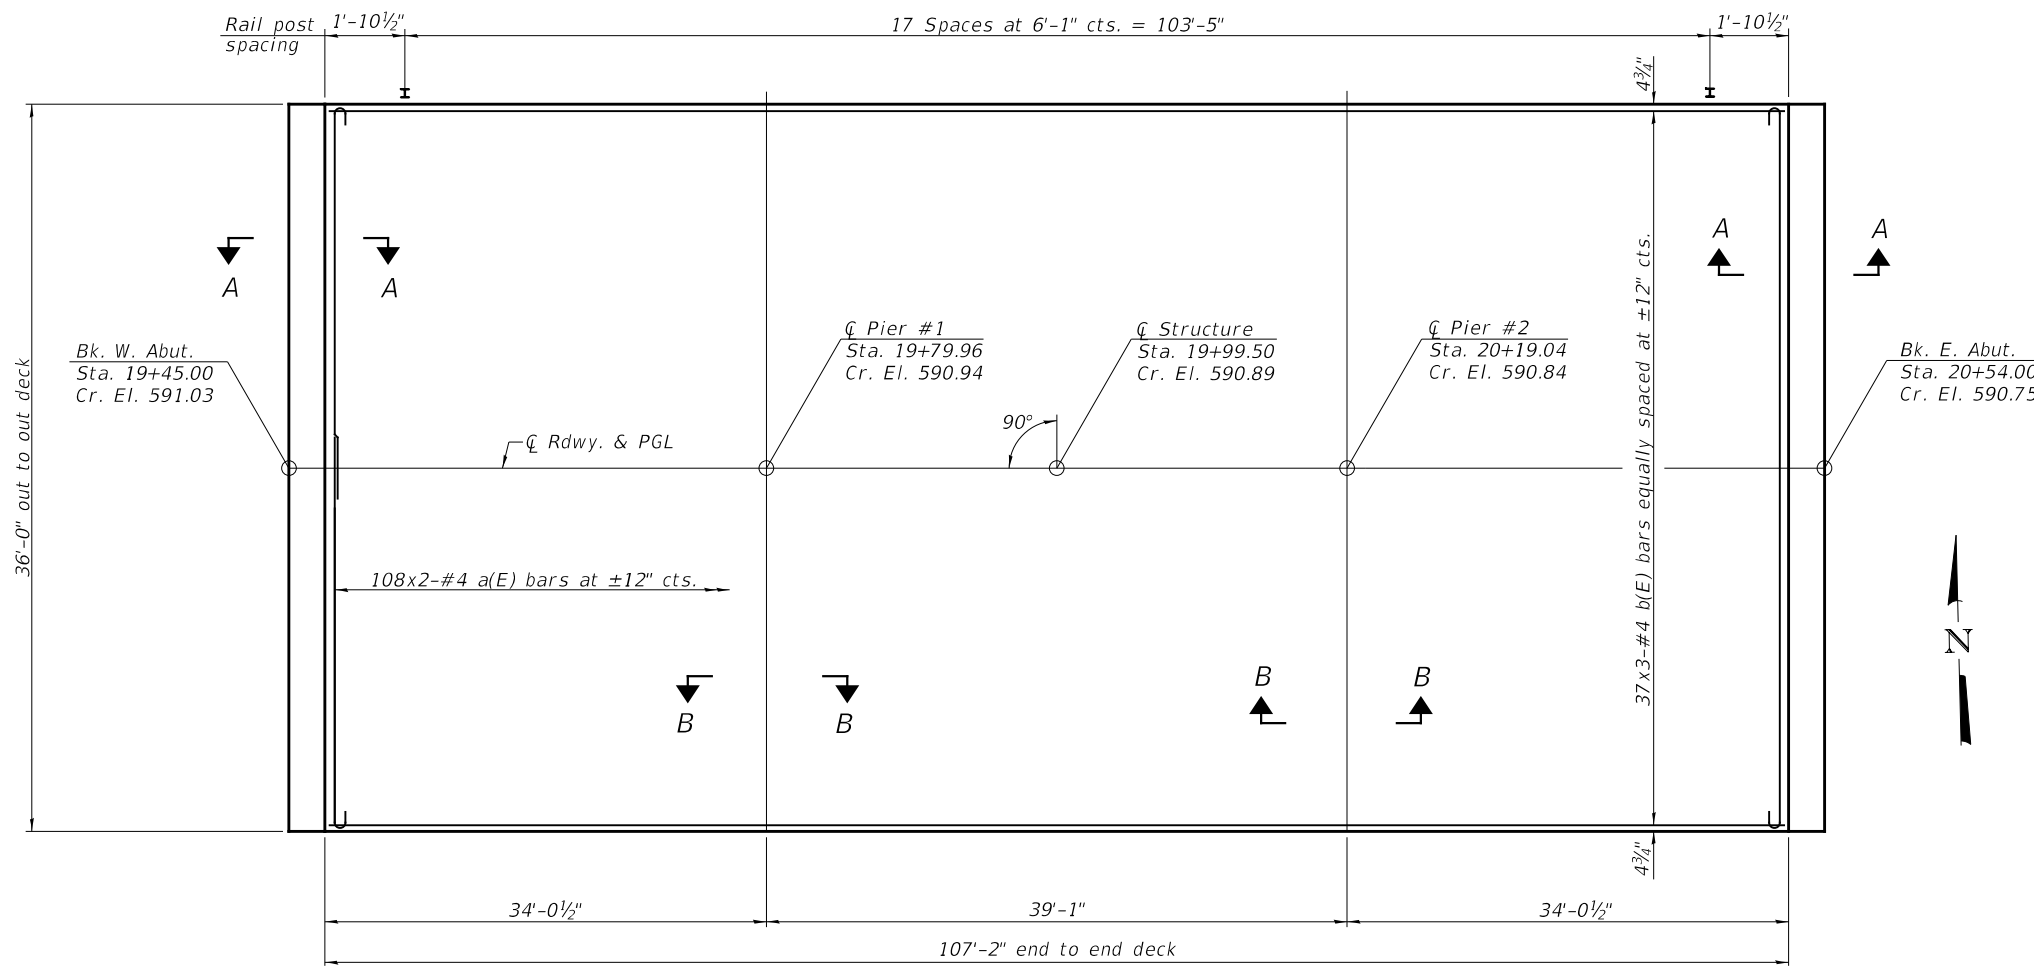 Rail post
spacing
1'-10½"
17 Spaces at 6'-1" cts. = 103'-5"
1'-10½"
4¾"
A
A
A
A
36'-0" out to out deck
Bk. W. Abut.
Sta. 19+45.00
Cr. El. 591.03
℄ Pier #1
Sta. 19+79.96
Cr. El. 590.94
℄ Structure
Sta. 19+99.50
Cr. El. 590.89
℄ Pier #2
Sta. 20+19.04
Cr. El. 590.84
Bk. E. Abut.
Sta. 20+54.00
Cr. El. 590.75
90°
℄ Rdwy. & PGL
37x3-#4 b(E) bars equally spaced at ±12" cts.
108x2-#4 a(E) bars at ±12" cts.
N
B
B
B
B
4¾"
34'-0½"
39'-1"
34'-0½"
107'-2" end to end deck